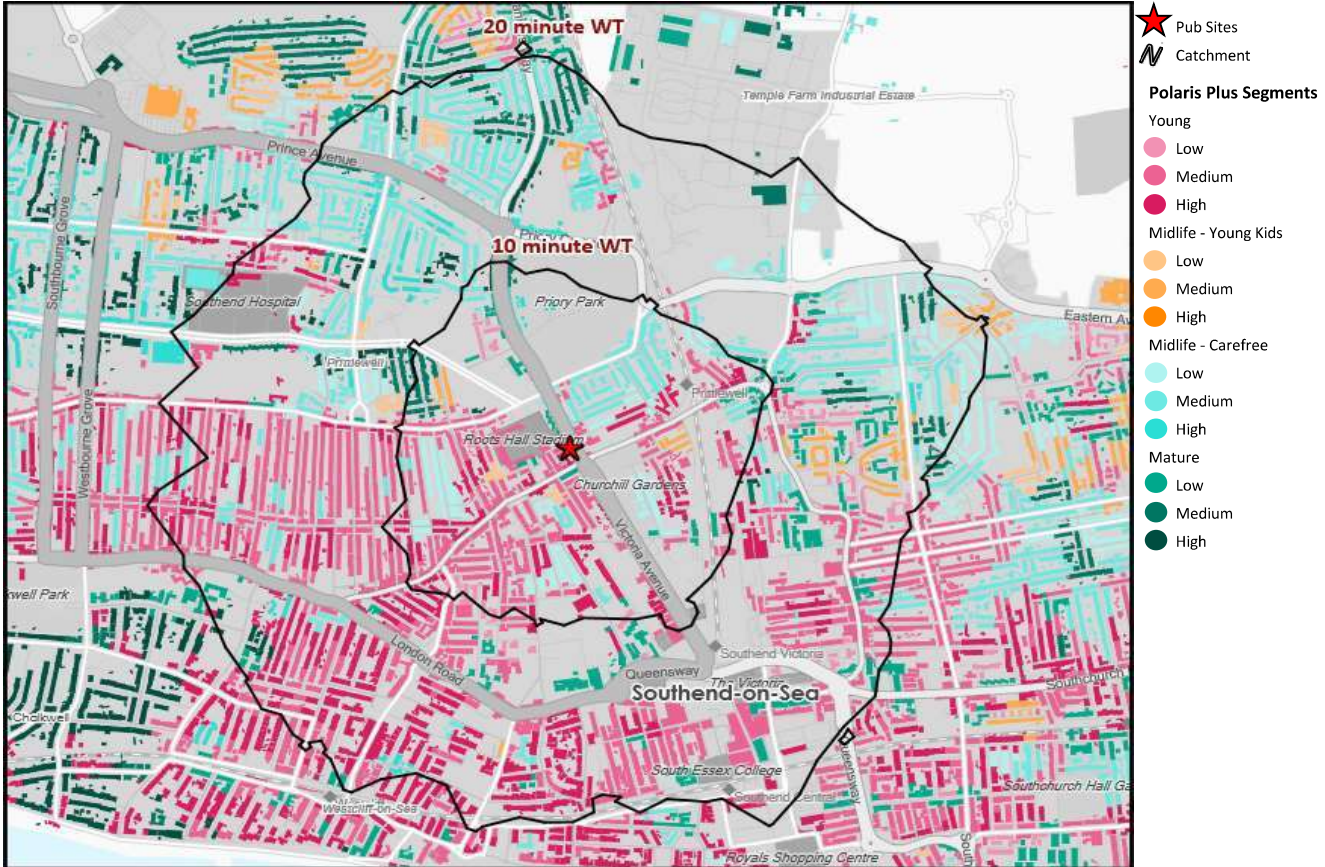 20 minute WT
Temple Farm Industrial Estate
Prince Avenue
10 minute WT
Southbourne Grove
Southend Hospital
Priory Park
Eastern Av
Prittlewell
Prittlewell
Westbourne Grove
Roots Hall Stadium
Churchill Gardens
Victoria Avenue
kwell Park
London Road
Southend Victoria
Queensway
The Victoria
Southend-on-Sea
Southchurch
Chalkwell
Queensway
South Essex College
Southend Central
Southchurch Hall Ga
Westcliff-on-Sea
Royals Shopping Centre
South
Pub Sites
Catchment
Polaris Plus Segments
Young
Low
Medium
High
Midlife - Young Kids
Low
Medium
High
Midlife - Carefree
Low
Medium
High
Mature
Low
Medium
High